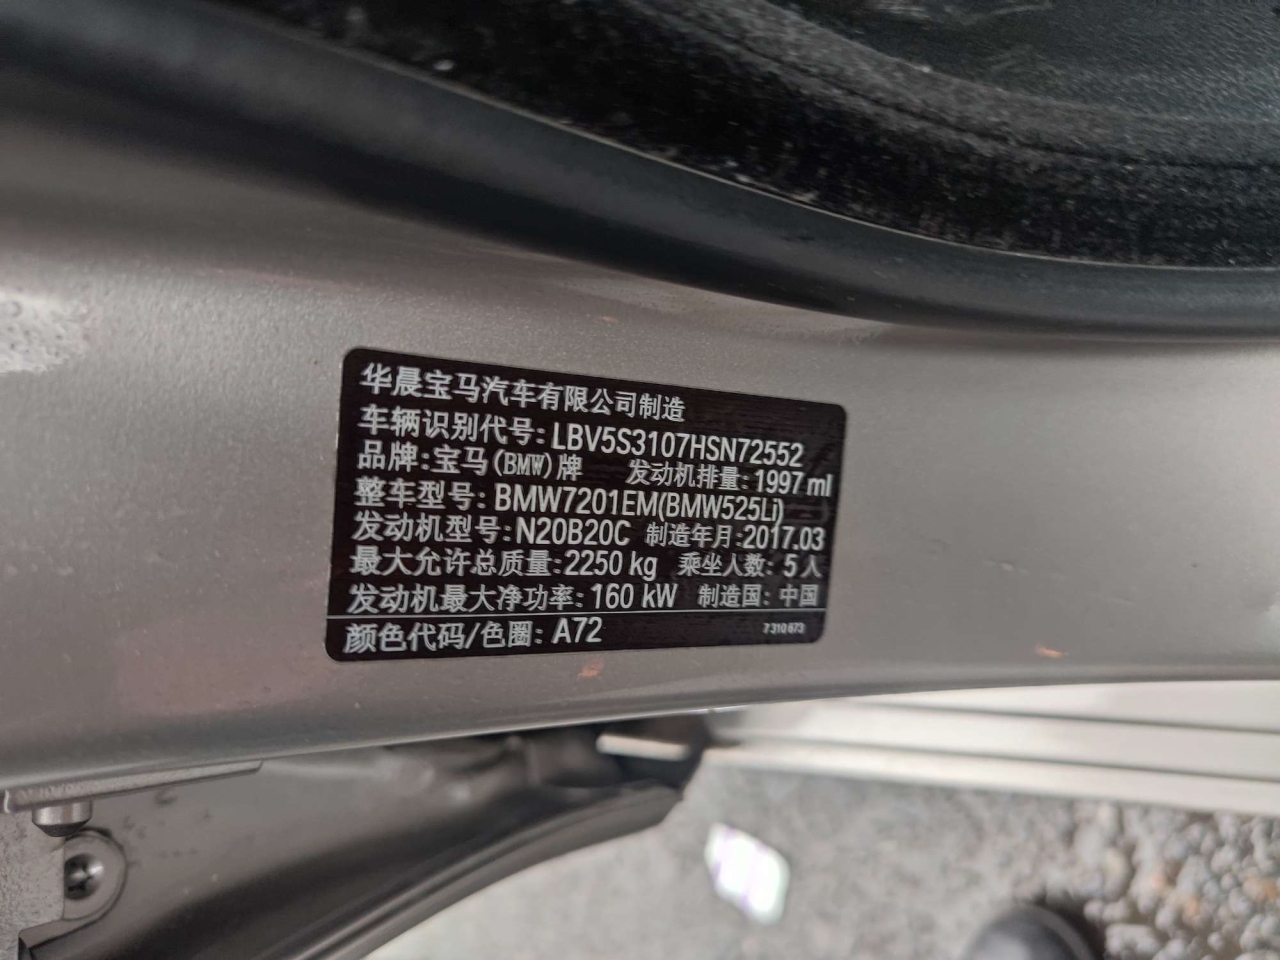 华晨宝马汽车有限公司制造
车辆识别代号: LBV5S3107HSN72552
品牌: 宝马(BMW)牌 发动机排量: 1997 ml
整车型号: BMW7201EM(BMW525Li)
发动机型号: N20B20C 制造年月: 2017.03
最大允许总质量: 2250 kg 乘坐人数: 5人
发动机最大净功率: 160 kW 制造国: 中国
颜色代码/色圈: A72 7310673